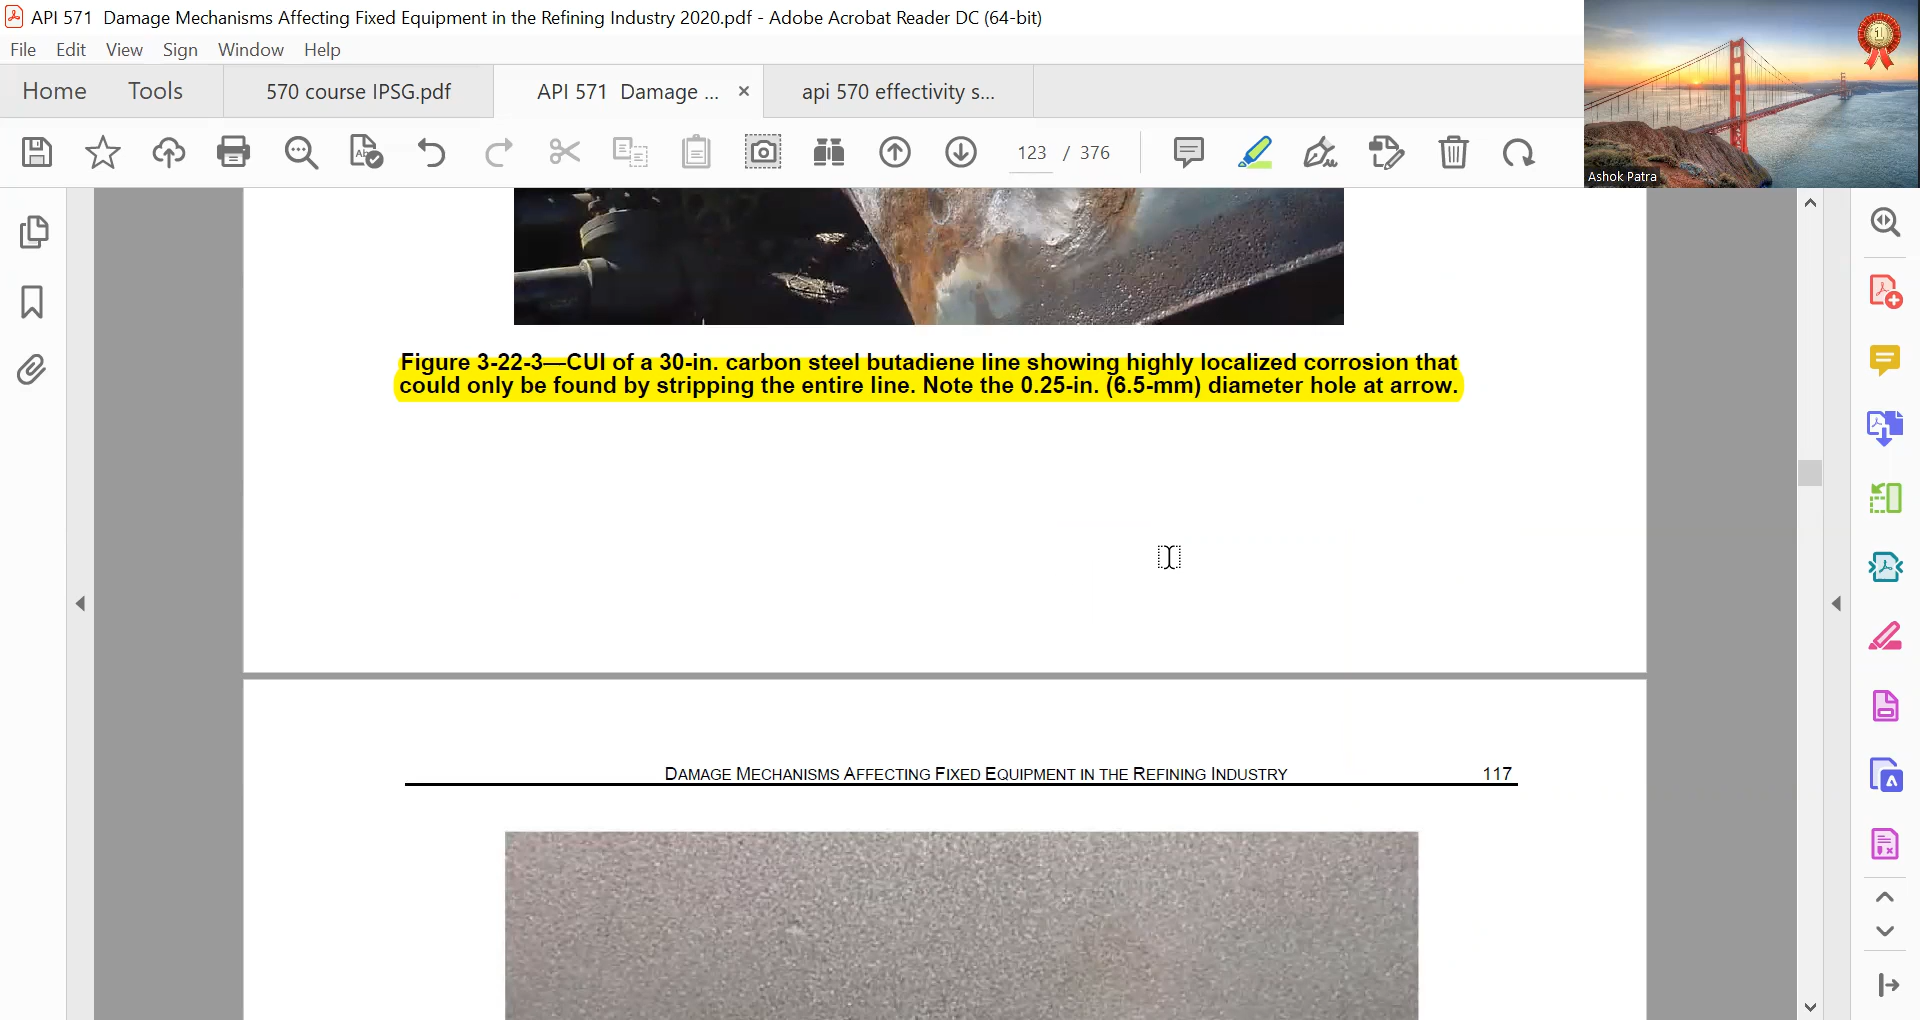 API 571  Damage Mechanisms Affecting Fixed Equipment in the Refining Industry 2020.pdf - Adobe Acrobat Reader DC (64-bit)
File Edit View Sign Window Help
Home Tools 570 course IPSG.pdf API 571  Damage ... × api 570 effectivity s...
123 / 376
1
Ashok Patra
Figure 3-22-3—CUI of a 30-in. carbon steel butadiene line showing highly localized corrosion that
could only be found by stripping the entire line. Note the 0.25-in. (6.5-mm) diameter hole at arrow.
DAMAGE MECHANISMS AFFECTING FIXED EQUIPMENT IN THE REFINING INDUSTRY 117